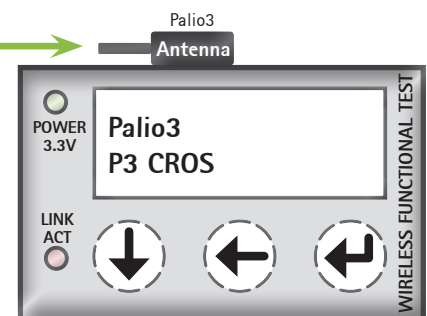 Palio3
Antenna
POWER
3.3V
Palio3
P3 CROS
LINK
ACT
WIRELESS FUNCTIONAL TEST